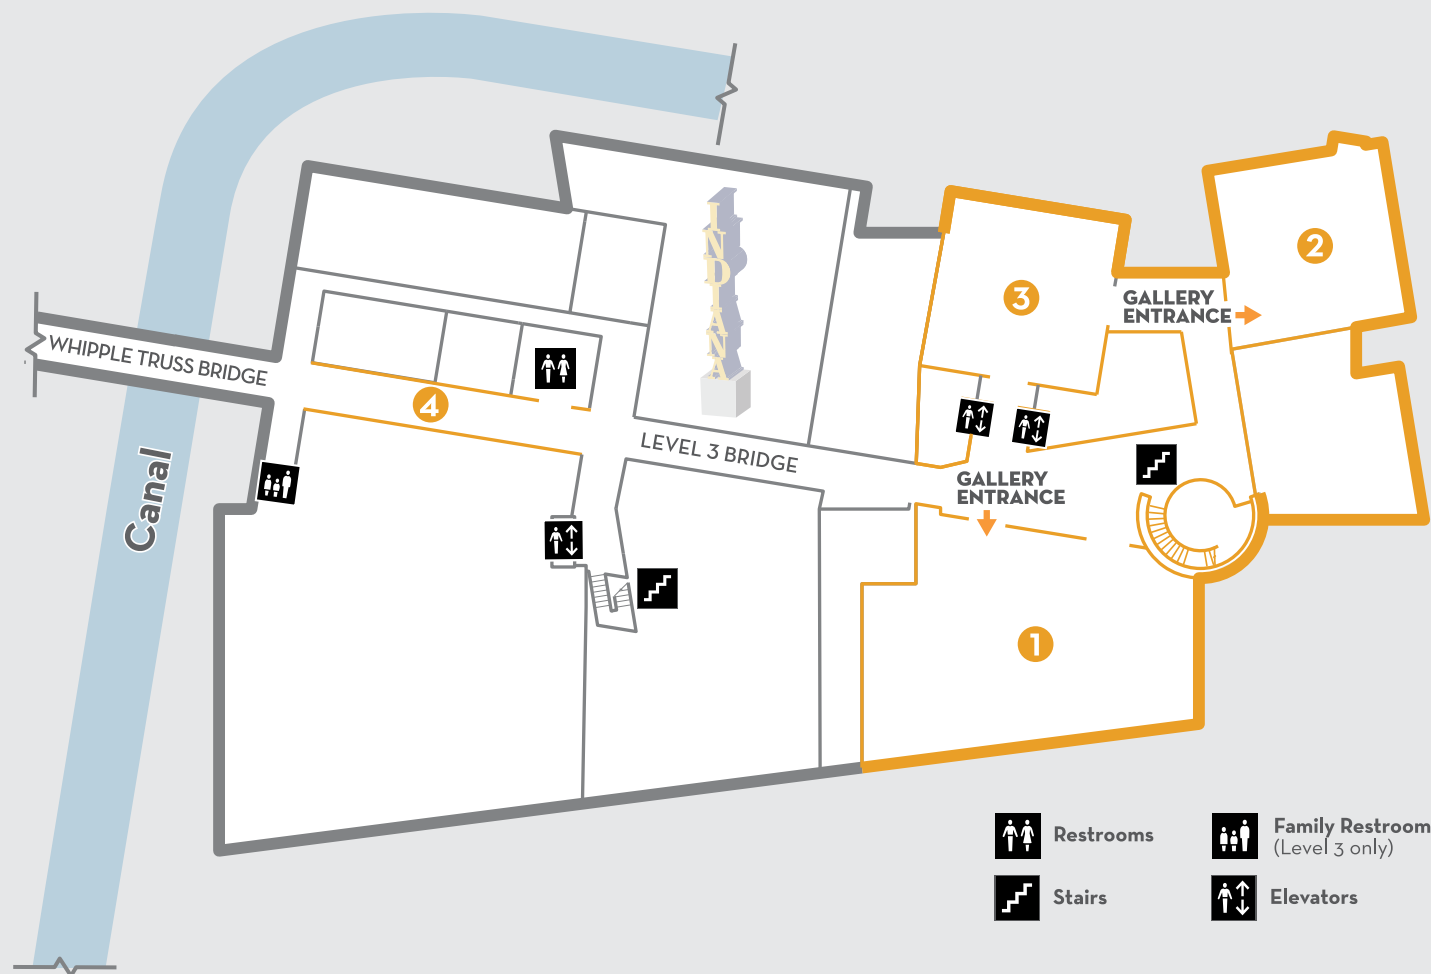 INDIANA
2
3
GALLERY
ENTRANCE
WHIPPLE TRUSS BRIDGE
4
LEVEL 3 BRIDGE
Canal
GALLERY
ENTRANCE
1
Restrooms
Family Restroom
(Level 3 only)
Stairs
Elevators